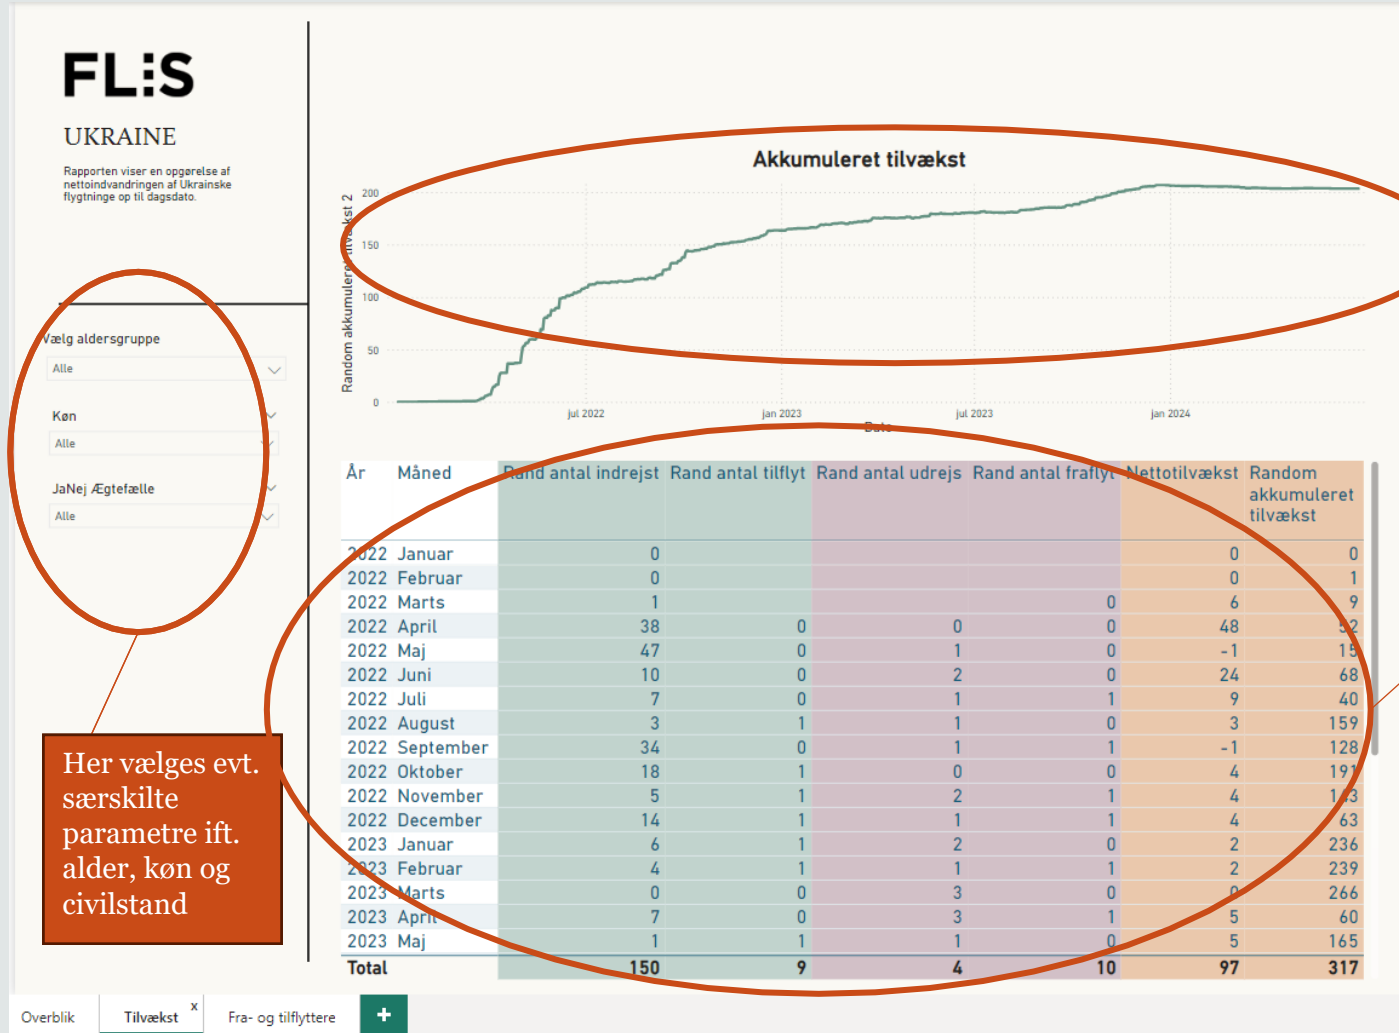 FLIS
UKRAINE
Rapporten viser en opgørelse af
nettoindvandringen af Ukrainske
flygtninge op til dagsdato.
Vælg aldersgruppe
Alle
Køn
Alle
JaNej Ægtefælle
Alle
Her vælges evt.
særskilte
parametre ift.
alder, køn og
civilstand
Akkumuleret tilvækst
Random akkumuleret tilvækst 2
200
150
100
50
0
jul 2022 jan 2023 jul 2023 jan 2024
Date
År Måned Rand antal indrejst Rand antal tilflyt Rand antal udrejs Rand antal fraflyt Nettotilvækst Random
akkumuleret
tilvækst
2022 Januar 0 0 0
2022 Februar 0 0 1
2022 Marts 1 0 6 9
2022 April 38 0 0 0 48 52
2022 Maj 47 0 1 0 -1 15
2022 Juni 10 0 2 0 24 68
2022 Juli 7 0 1 1 9 40
2022 August 3 1 1 0 3 159
2022 September 34 0 1 1 -1 128
2022 Oktober 18 1 0 0 4 191
2022 November 5 1 2 1 4
2022 December 14 1 1 1 4 63
2023 Januar 6 1 2 0 2 236
2023 Februar 4 1 1 1 2 239
2023 Marts 0 0 3 0 0 266
2023 April 7 0 3 1 5 60
2023 Maj 1 1 1 0 5 165
Total 150 9 4 10 97 317
Overblik Tilvækst x Fra- og tilflyttere +